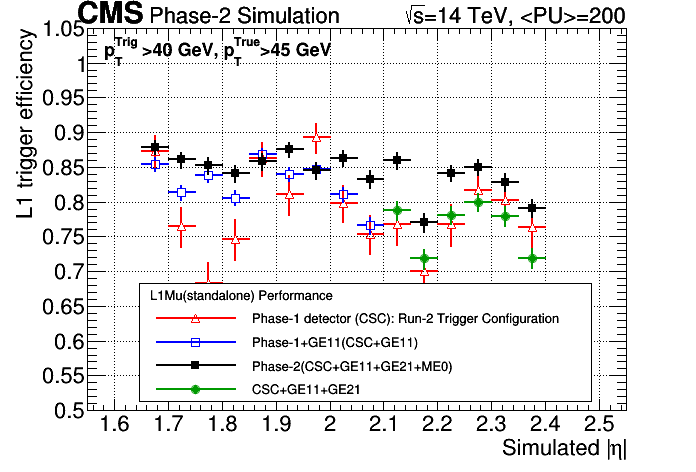 CMS Phase-2 Simulation √s=14 TeV, <PU>=200
p_T^Trig >40 GeV, p_T^True >45 GeV
L1 trigger efficiency
1.05
1
0.95
0.9
0.85
0.8
0.75
0.7
0.65
0.6
0.55
0.5
L1Mu(standalone) Performance
Phase-1 detector (CSC): Run-2 Trigger Configuration
Phase-1+GE11(CSC+GE11)
Phase-2(CSC+GE11+GE21+ME0)
CSC+GE11+GE21
1.6 1.7 1.8 1.9 2 2.1 2.2 2.3 2.4 2.5
Simulated |η|